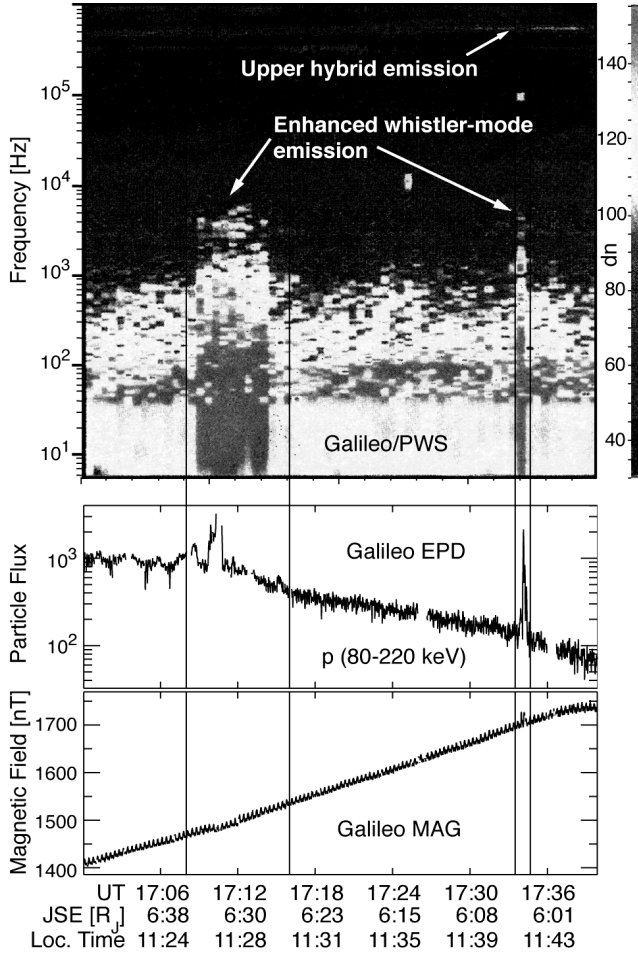 Upper hybrid emission
Enhanced whistler-mode
emission
Frequency [Hz]
10⁵
10⁴
10³
10²
10¹
Galileo/PWS
140
120
100
dn
80
60
40
Particle Flux
10³
10²
Galileo EPD
p (80-220 keV)
Magnetic Field [nT]
1700
1600
1500
1400
Galileo MAG
UT 17:06 17:12 17:18 17:24 17:30 17:36
JSE [R_J] 6:38 6:30 6:23 6:15 6:08 6:01
Loc. Time 11:24 11:28 11:31 11:35 11:39 11:43